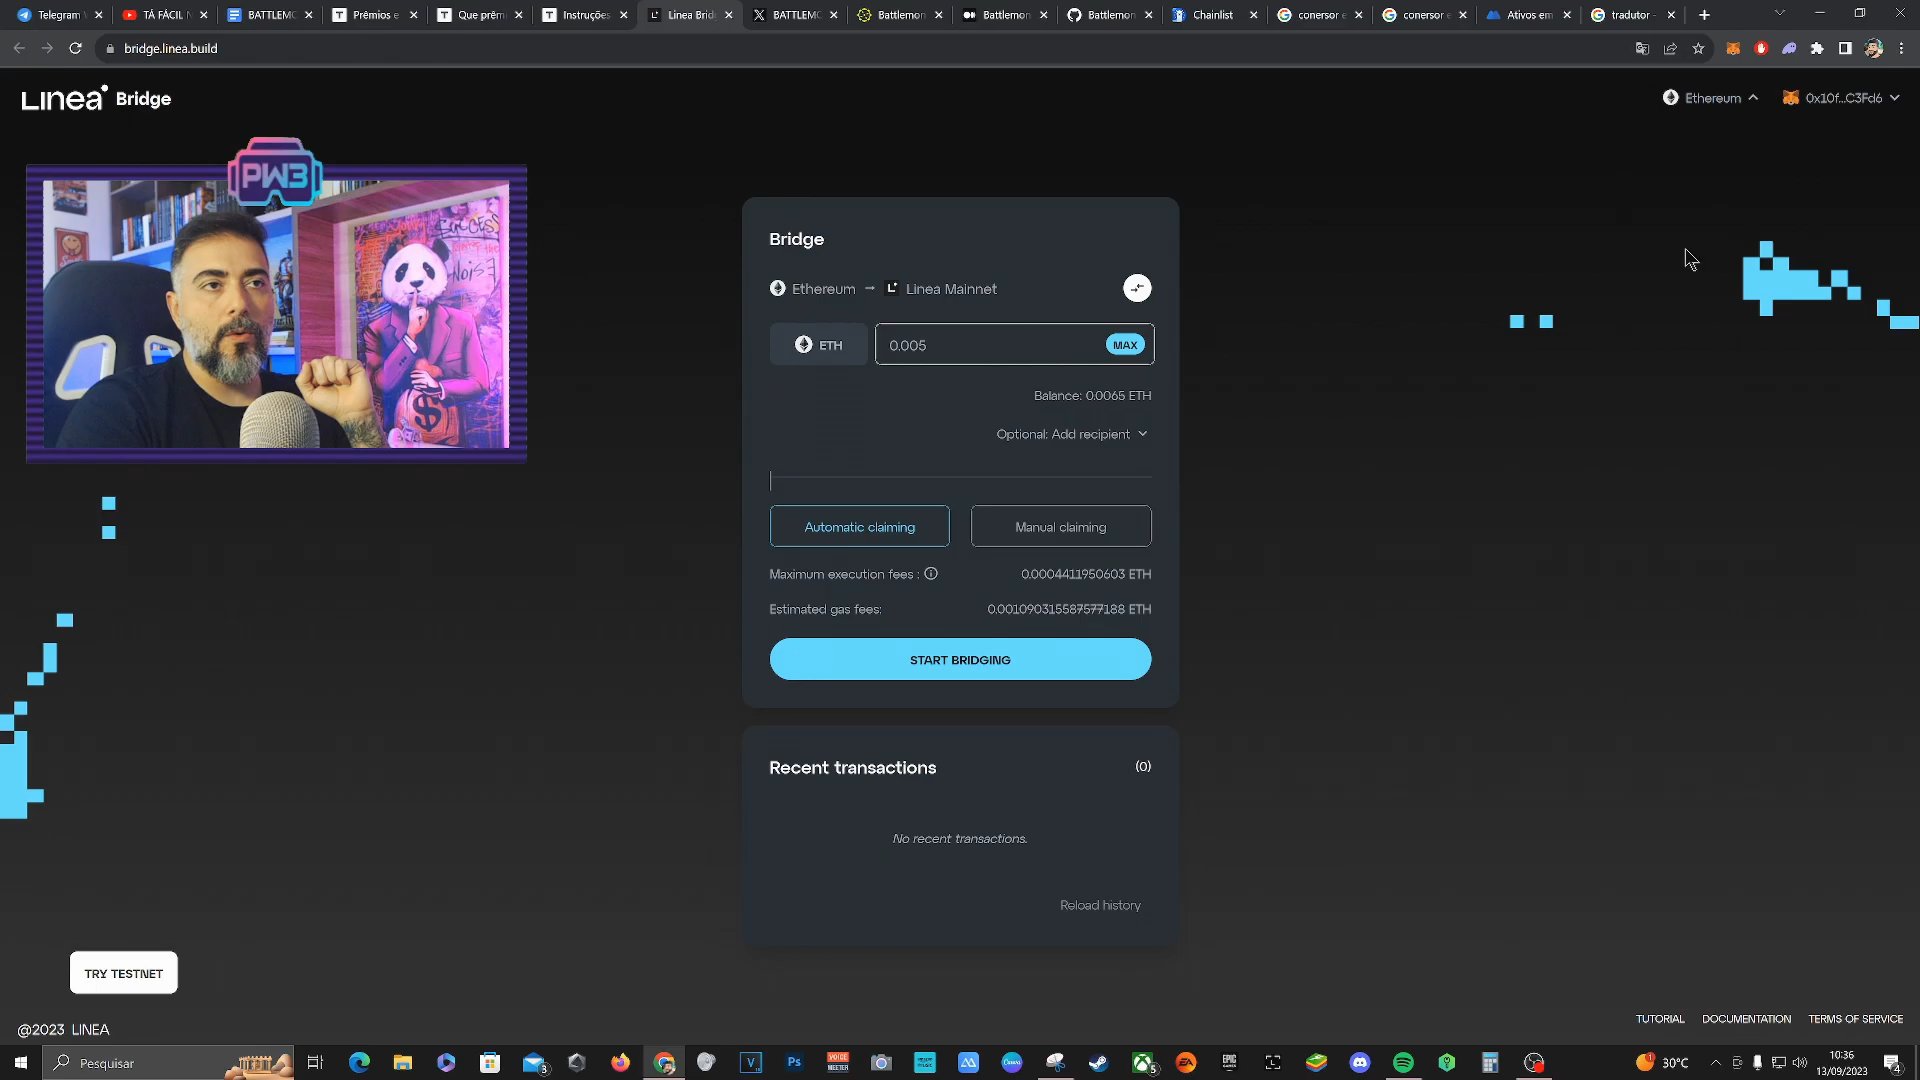 Telegram W
TÁ FÁCIL N
BATTLEMO
Prêmios e
Que prêmi
Instruções
Linea Brid
BATTLEMO
Battlemon
Battlemon
Battlemon
Chainlist
conersor e
conersor e
Ativos em
tradutor -
bridge.linea.build
Linea Bridge
Ethereum
0x10f...C3Fd6
PW3
SUCCESS
NOISE
Bridge
Ethereum → Linea Mainnet
ETH
0.005
MAX
Balance: 0.0065 ETH
Optional: Add recipient
Automatic claiming
Manual claiming
Maximum execution fees :
0.0004411950603 ETH
Estimated gas fees:
0.001090315587577188 ETH
START BRIDGING
Recent transactions
(0)
No recent transactions.
Reload history
TRY TESTNET
@2023 LINEA
TUTORIAL
DOCUMENTATION
TERMS OF SERVICE
Pesquisar
30°C
10:36
13/09/2023